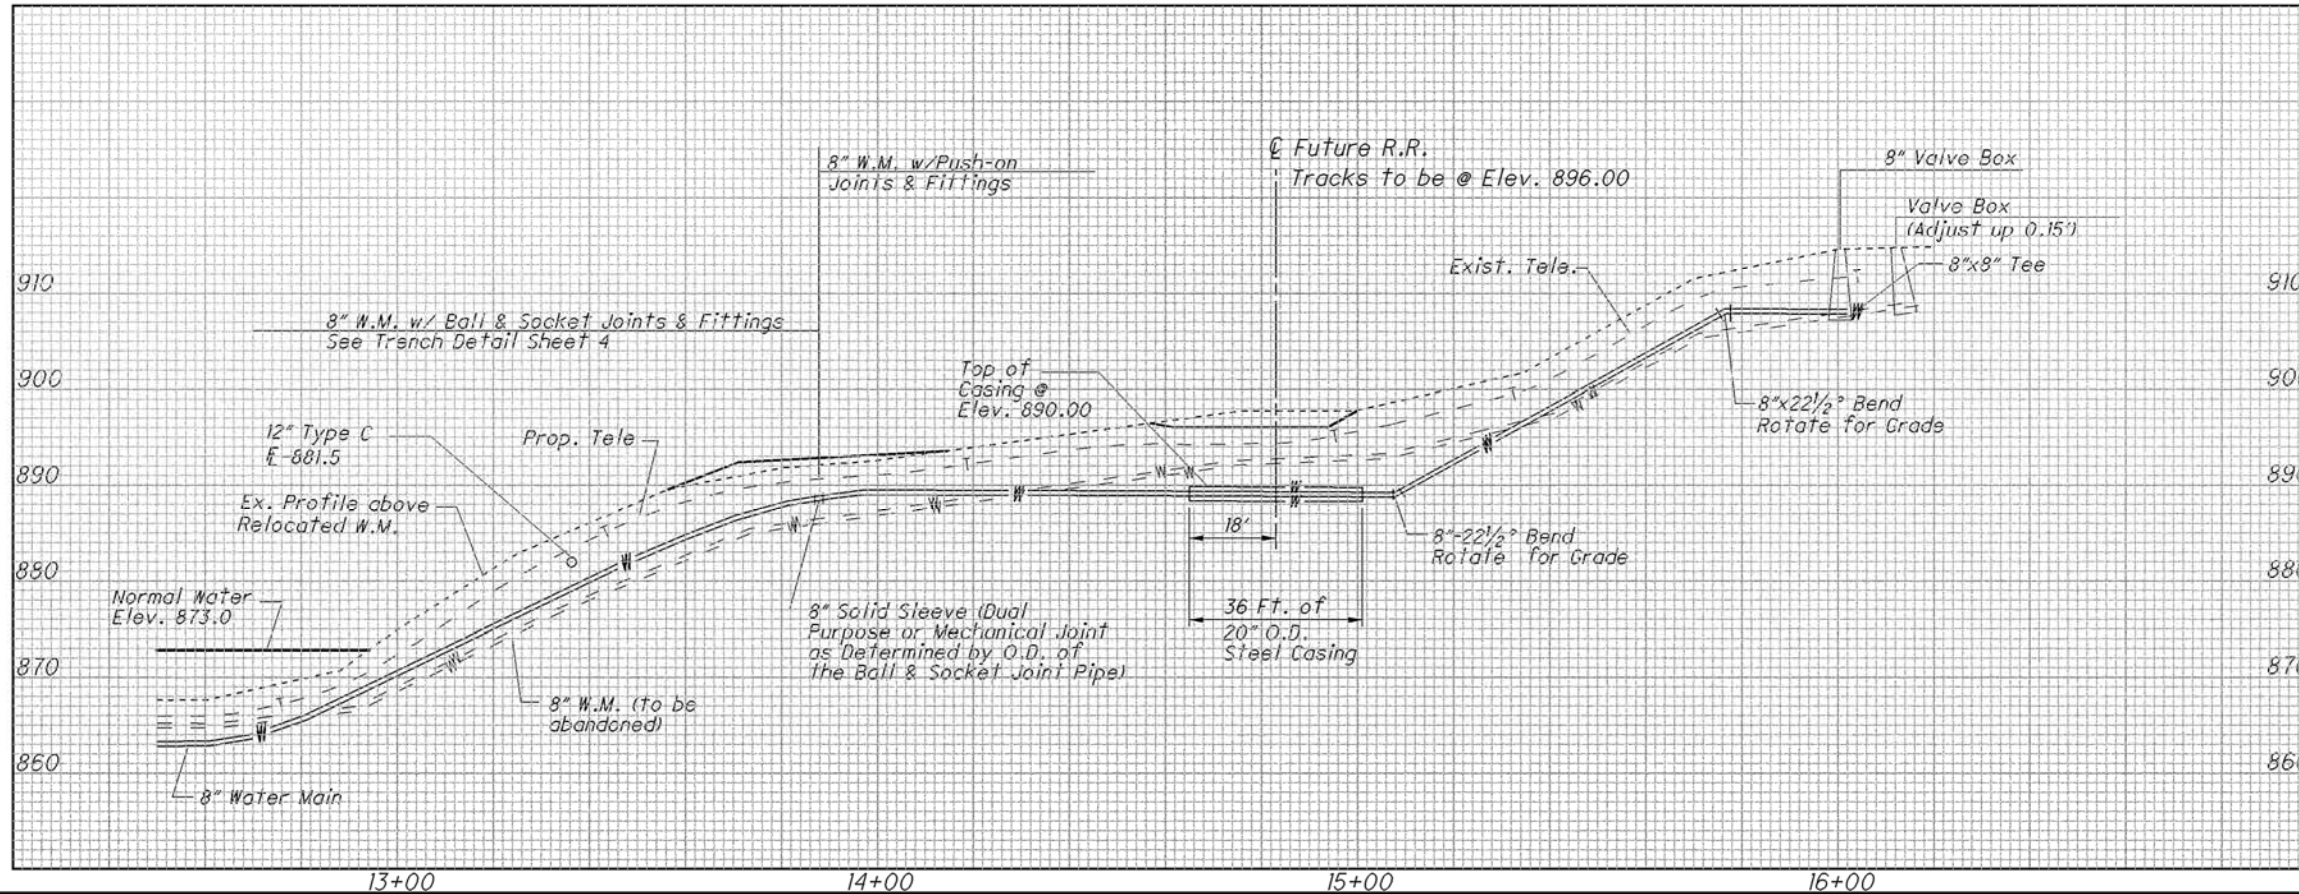 ℄ Future R.R.
Tracks to be @ Elev. 896.00
8" W.M. w/Push-on
Joints & Fittings
8" Valve Box
Valve Box
(Adjust up 0.15')
8"x8" Tee
Exist. Tele.
910
910
8" W.M. w/ Ball & Socket Joints & Fittings
See Trench Detail Sheet 4
Top of
Casing @
Elev. 890.00
900
900
8"x22½° Bend
Rotate for Grade
12" Type C
℄-881.5
Prop. Tele
890
890
Ex. Profile above
Relocated W.M.
18'
8"-22½° Bend
Rotate for Grade
880
880
Normal Water
Elev. 873.0
8" Solid Sleeve (Dual
Purpose or Mechanical Joint
as Determined by O.D. of
the Ball & Socket Joint Pipe)
36 Ft. of
20" O.D.
Steel Casing
870
870
8" W.M. (to be
abandoned)
860
860
8" Water Main
T
T
T
T
T
W
W
W
W
W
W
W
W
W
W
W
W
W
W
13+00
14+00
15+00
16+00